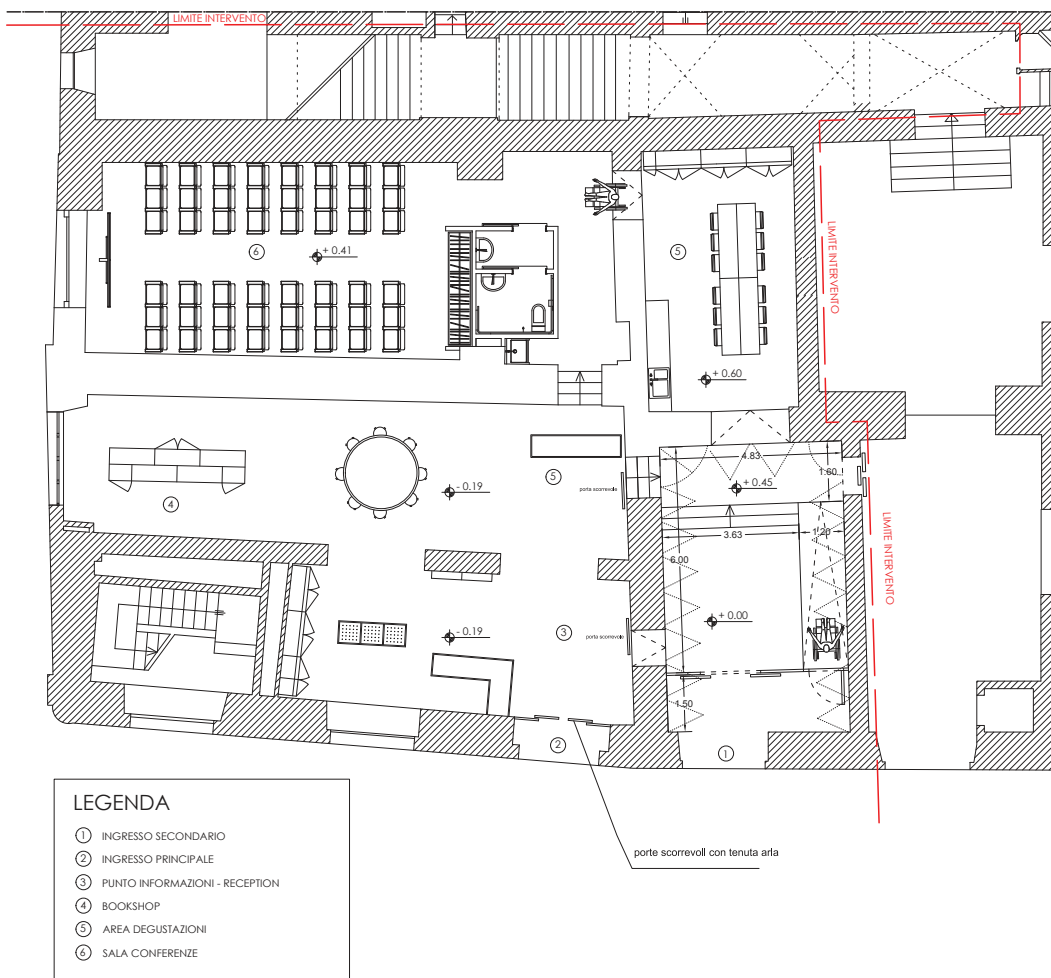 LIMITE INTERVENTO
LIMITE INTERVENTO
6
+ 0.41
5
+ 0.60
4.83
1.60
+ 0.45
5
- 0.19
porta scorrevole
4
3.63
1.20
6.00
LIMITE INTERVENTO
+ 0.00
- 0.19
3
porta scorrevole
1.50
2
1
porte scorrevoll con tenuta arla
LEGENDA
1 INGRESSO SECONDARIO
2 INGRESSO PRINCIPALE
3 PUNTO INFORMAZIONI - RECEPTION
4 BOOKSHOP
5 AREA DEGUSTAZIONI
6 SALA CONFERENZE